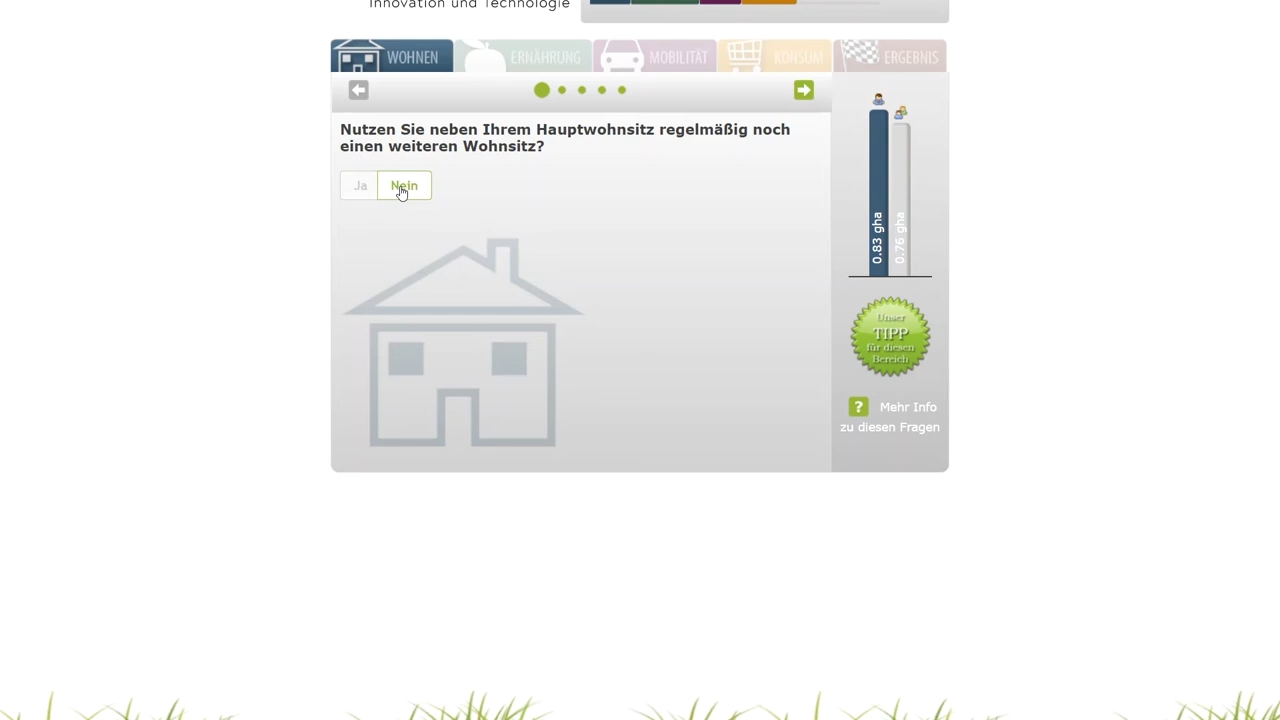 Innovation und Technologie
WOHNEN
ERNÄHRUNG
MOBILITÄT
KONSUM
ERGEBNIS
Nutzen Sie neben Ihrem Hauptwohnsitz regelmäßig noch
einen weiteren Wohnsitz?
Ja
Nein
0.83 gha
0.76 gha
Unser
TIPP
für diesen
Bereich
? Mehr Info
zu diesen Fragen